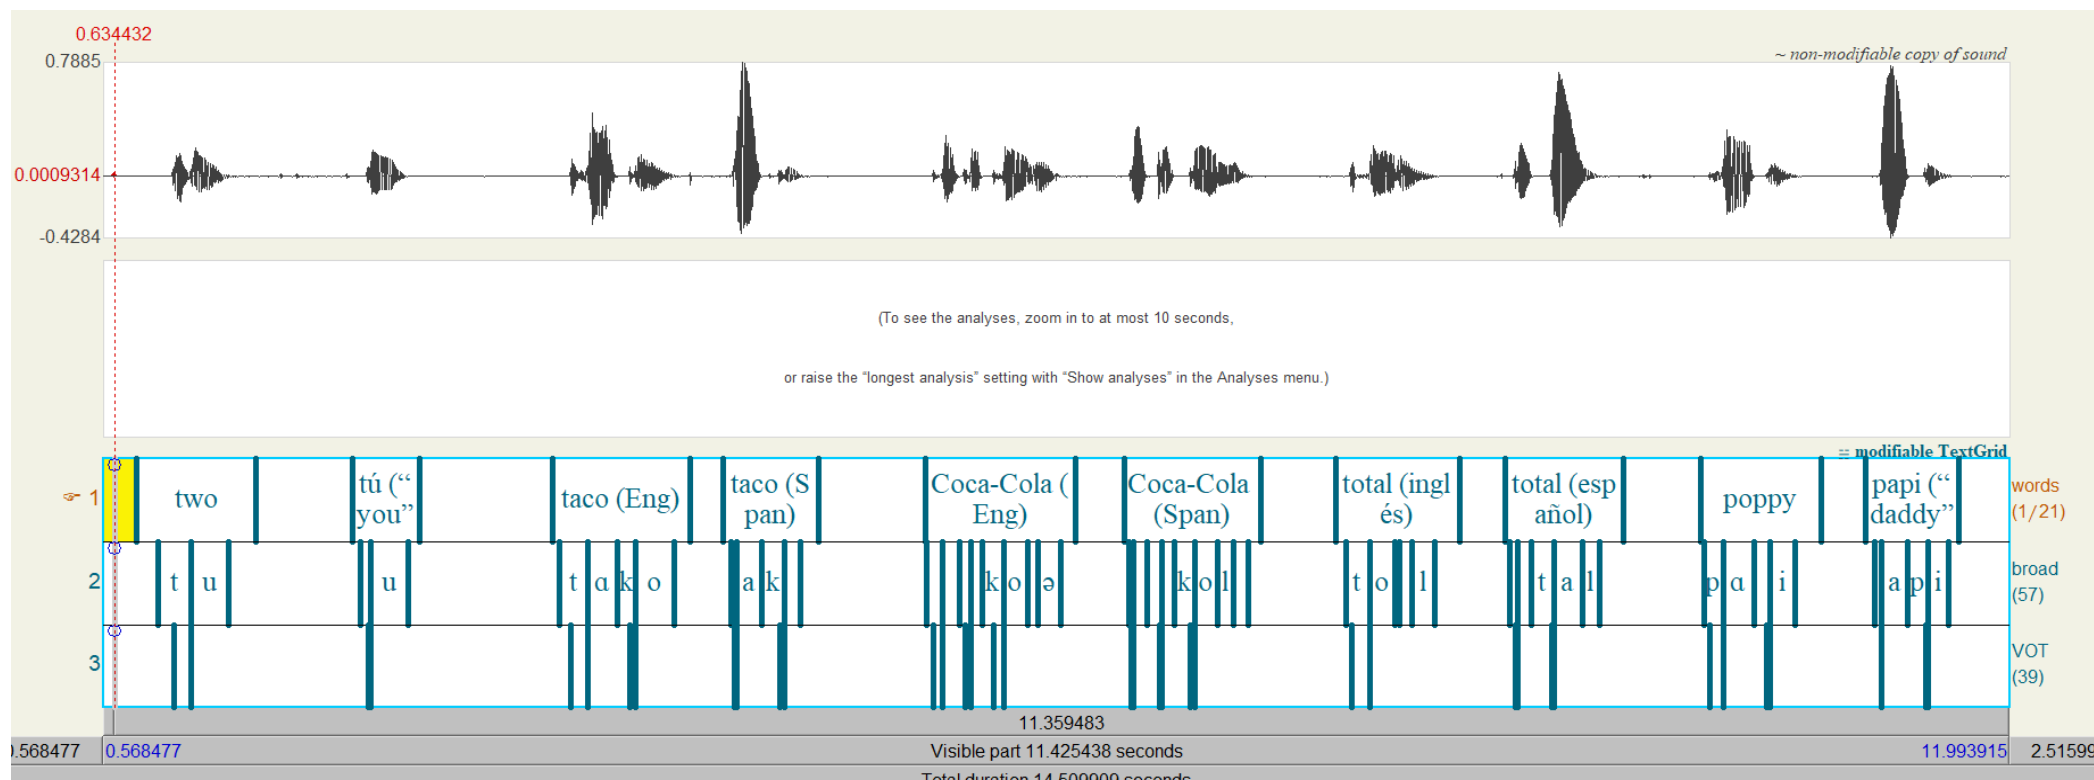 0.634432
0.7885
~ non-modifiable copy of sound
0.0009314
-0.4284
(To see the analyses, zoom in to at most 10 seconds,
or raise the "longest analysis" setting with "Show analyses" in the Analyses menu.)
modifiable TextGrid
☞ 1
two
tú (“
you”
taco (Eng)
taco (S
pan)
Coca-Cola (
Eng)
Coca-Cola
(Span)
total (ingl
és)
total (esp
añol)
poppy
papi (“
daddy”
words
(1/21)
2
t u
u
t ɑ k o
a k
k o ə
k o l
t o l
t a l
p ɑ i
a p i
broad
(57)
3
VOT
(39)
11.359483
0.568477
Visible part 11.425438 seconds
11.993915
2.51599
Total duration 14.509909 seconds